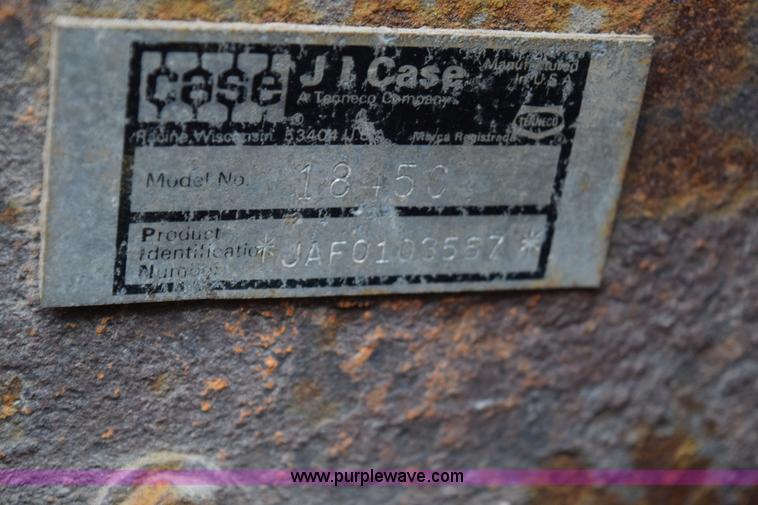 case J I Case Manufactured in U.S.A.
A Tenneco Company
Racine, Wisconsin 53404 U.S.A. Marca Registrada TENNECO
Model No. 1845C
Product
Identification *JAF0103567*
Number
www.purplewave.com